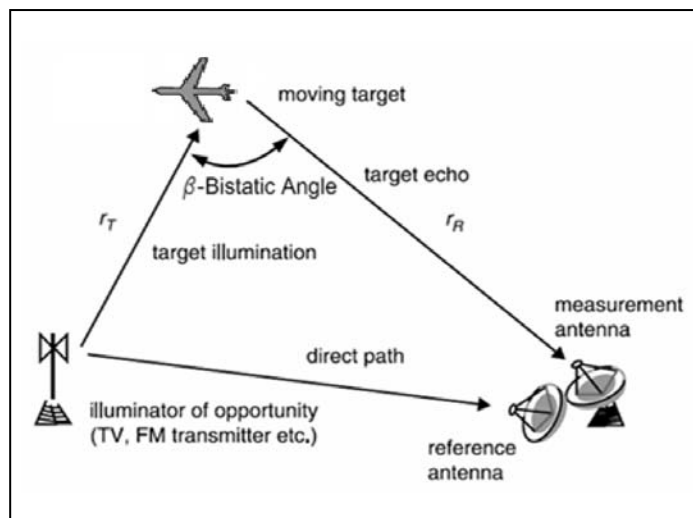 moving target
β-Bistatic Angle
target echo
r_T
r_R
target illumination
measurement
antenna
direct path
illuminator of opportunity
(TV, FM transmitter etc.)
reference
antenna